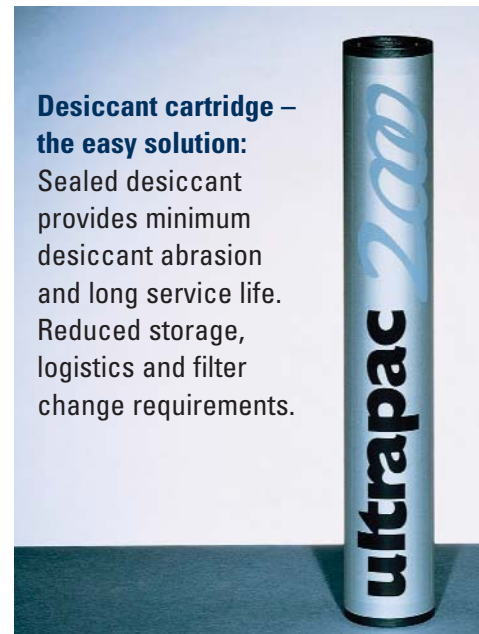 Desiccant cartridge –
the easy solution:
Sealed desiccant
provides minimum
desiccant abrasion
and long service life.
Reduced storage,
logistics and filter
change requirements.
ultrapac 2000